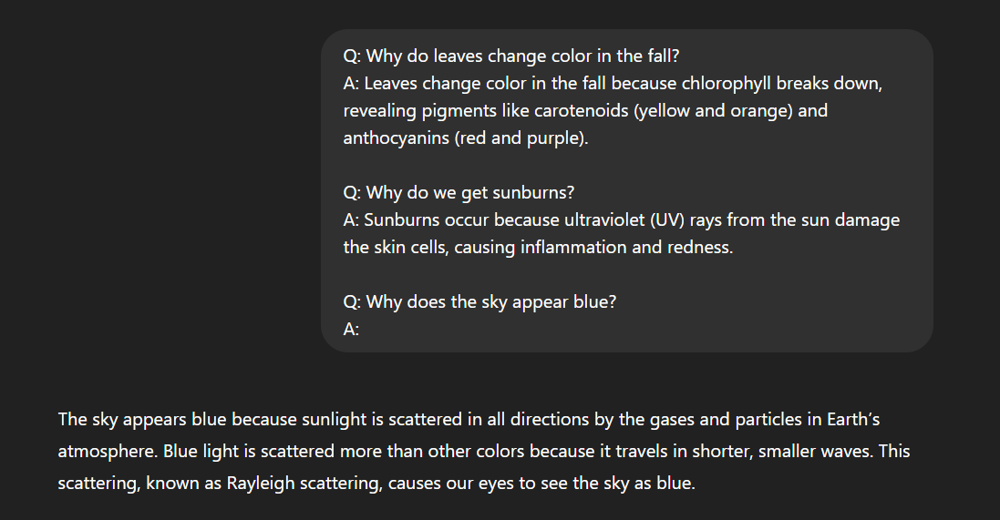 Q: Why do leaves change color in the fall?
A: Leaves change color in the fall because chlorophyll breaks down,
revealing pigments like carotenoids (yellow and orange) and
anthocyanins (red and purple).
Q: Why do we get sunburns?
A: Sunburns occur because ultraviolet (UV) rays from the sun damage
the skin cells, causing inflammation and redness.
Q: Why does the sky appear blue?
A:
The sky appears blue because sunlight is scattered in all directions by the gases and particles in Earth’s
atmosphere. Blue light is scattered more than other colors because it travels in shorter, smaller waves. This
scattering, known as Rayleigh scattering, causes our eyes to see the sky as blue.